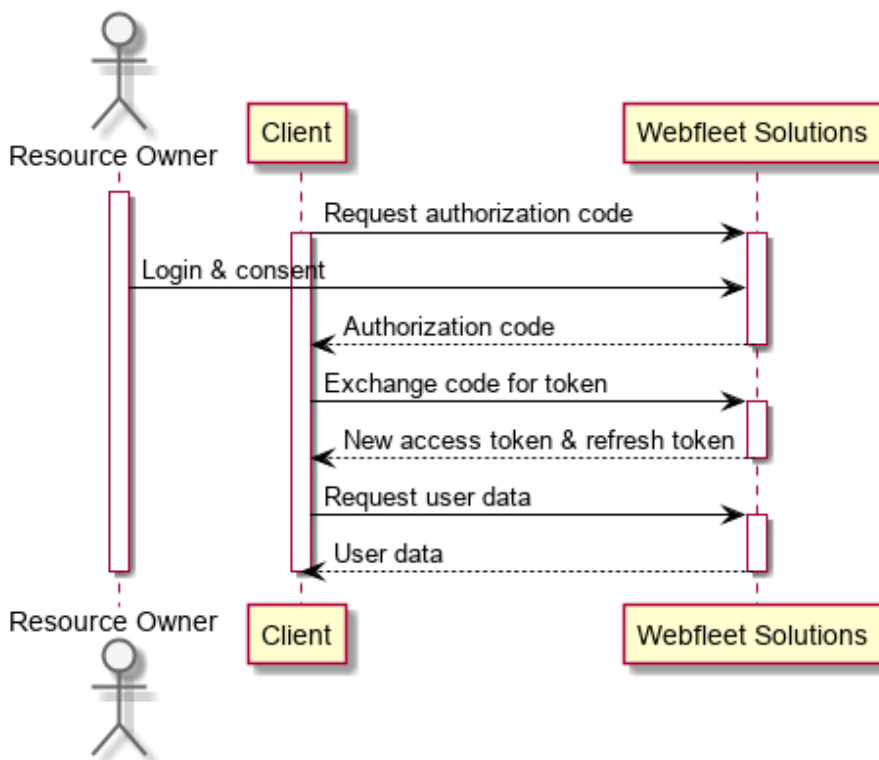 Resource Owner
Client
Webfleet Solutions
Request authorization code
Login & consent
Authorization code
Exchange code for token
New access token & refresh token
Request user data
User data
Resource Owner
Client
Webfleet Solutions